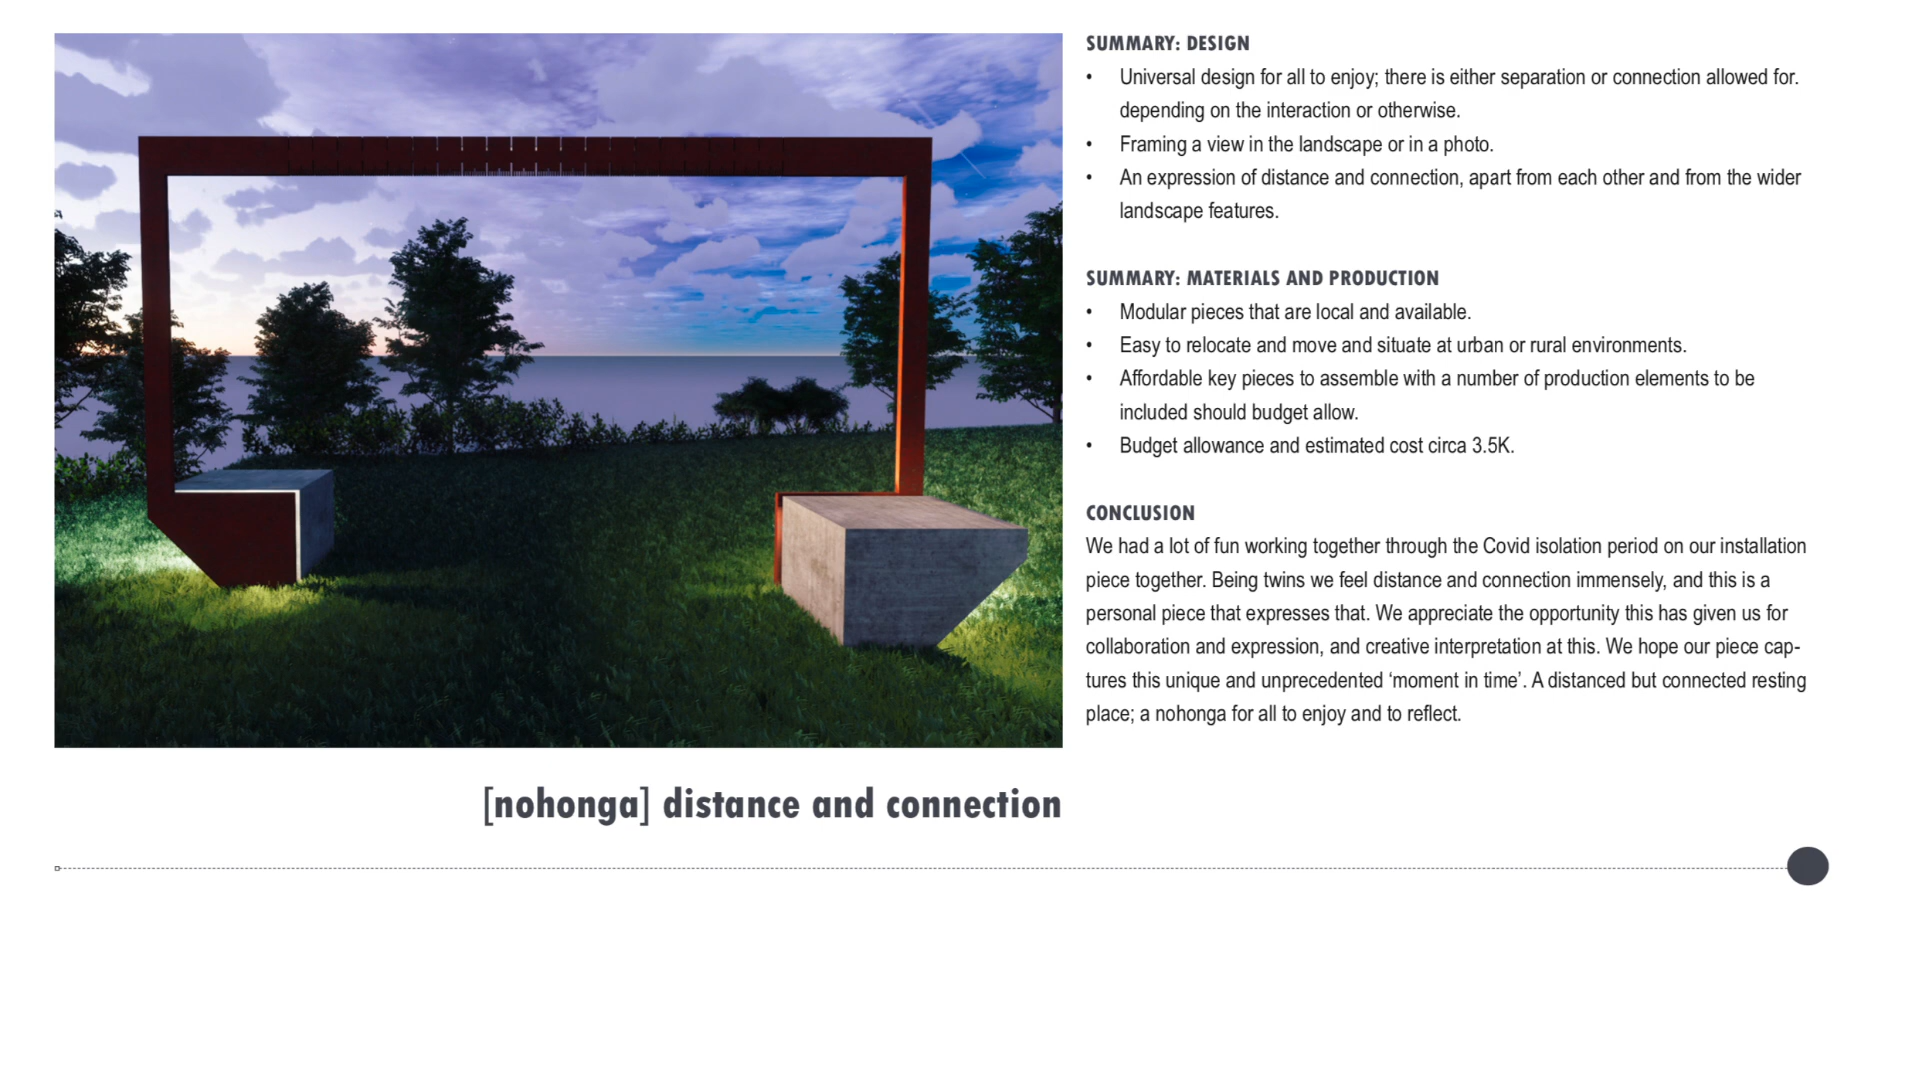 SUMMARY: DESIGN
• Universal design for all to enjoy; there is either separation or connection allowed for.
depending on the interaction or otherwise.
• Framing a view in the landscape or in a photo.
• An expression of distance and connection, apart from each other and from the wider
landscape features.
SUMMARY: MATERIALS AND PRODUCTION
• Modular pieces that are local and available.
• Easy to relocate and move and situate at urban or rural environments.
• Affordable key pieces to assemble with a number of production elements to be
included should budget allow.
• Budget allowance and estimated cost circa 3.5K.
CONCLUSION
We had a lot of fun working together through the Covid isolation period on our installation
piece together. Being twins we feel distance and connection immensely, and this is a
personal piece that expresses that. We appreciate the opportunity this has given us for
collaboration and expression, and creative interpretation at this. We hope our piece cap-
tures this unique and unprecedented ‘moment in time’. A distanced but connected resting
place; a nohonga for all to enjoy and to reflect.
[nohonga] distance and connection